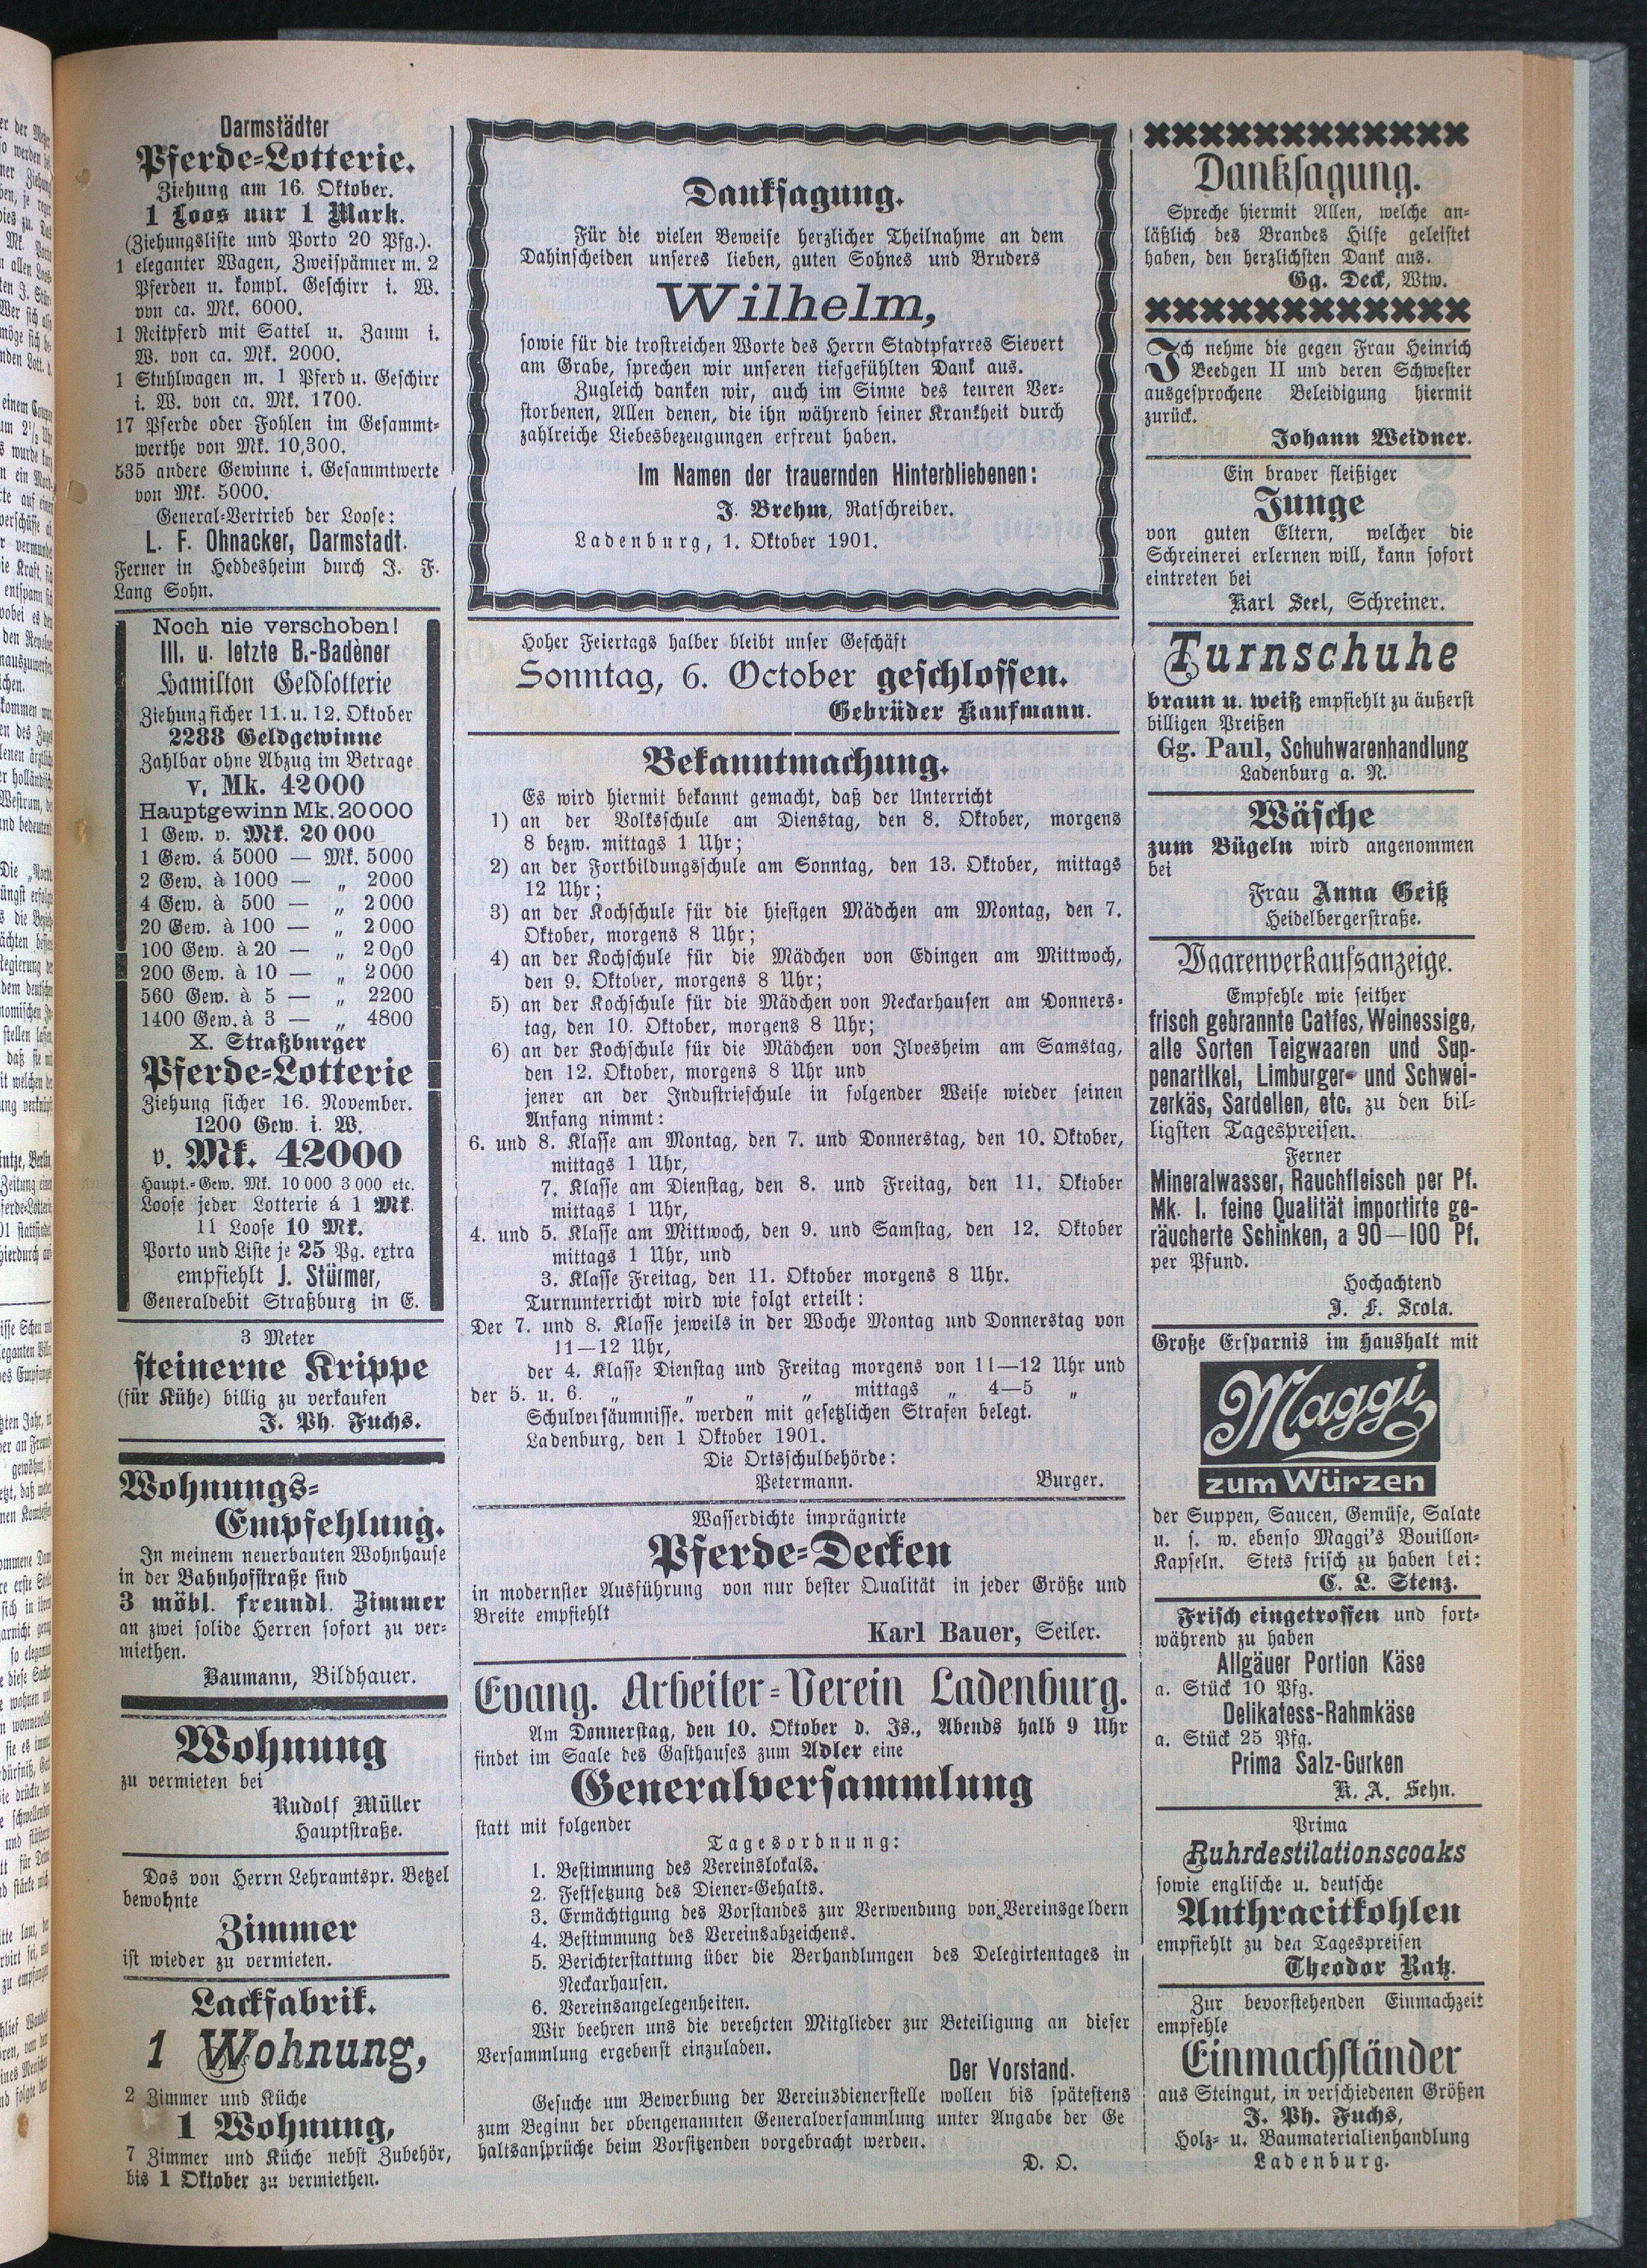 Darmstädter
Pferde-Lotterie.
Ziehung am 16. Oktober.
1 Loos nur 1 Mark.
(Ziehungsliste und Porto 20 Pfg.).
1 eleganter Wagen, Zweispänner m. 2
Pferden u. kompl. Geschirr i. W.
von ca. Mk. 6000.
1 Reitpferd mit Sattel u. Zaum i.
W. von ca. Mk. 2000.
1 Stuhlwagen m. 1 Pferd u. Geschirr
i. W. von ca. Mk. 1700.
17 Pferde oder Fohlen im Gesammt-
werthe von Mk. 10,300.
535 andere Gewinne i. Gesammtwerte
von Mk. 5000.
General-Vertrieb der Loose:
L. F. Ohnacker, Darmstadt.
Ferner in Heddesheim durch J. F.
Lang Sohn.
Noch nie verschoben!
III. u. letzte B.-Badèner
Hamilton Geldlotterie
Ziehung sicher 11. u. 12. Oktober
2288 Geldgewinne
Zahlbar ohne Abzug im Betrage
v. Mk. 42000
Hauptgewinn Mk. 20000
1 Gew. v. Mk. 20 000
1 Gew. á 5000 — Mk. 5000
2 Gew. à 1000 — „ 2000
4 Gew. à 500 — „ 2000
20 Gew. à 100 — „ 2000
100 Gew. à 20 — „ 2000
200 Gew. à 10 — „ 2000
560 Gew. à 5 — „ 2200
1400 Gew. à 3 — „ 4800
X. Straßburger
Pferde-Lotterie
Ziehung sicher 16. November.
1200 Gew. i. W.
v. Mk. 42000
Haupt.-Gew. Mk. 10 000 3 000 etc.
Loose jeder Lotterie á 1 Mk.
11 Loose 10 Mk.
Porto und Liste je 25 Pg. extra
empfiehlt J. Stürmer,
Generaldebit Straßburg in E.
3 Meter
steinerne Krippe
(für Kühe) billig zu verkaufen
J. Ph. Fuchs.
Wohnungs-
Empfehlung.
In meinem neuerbauten Wohnhause
in der Bahnhofstraße sind
3 möbl. freundl. Zimmer
an zwei solide Herren sofort zu ver-
miethen.
Baumann, Bildhauer.
Wohnung
zu vermieten bei
Rudolf Müller
Hauptstraße.
Das von Herrn Lehramtspr. Betzel
bewohnte
Zimmer
ist wieder zu vermieten.
Lackfabrik.
1 Wohnung,
2 Zimmer und Küche
1 Wohnung,
7 Zimmer und Küche nebst Zubehör,
bis 1 Oktober zu vermiethen.
Danksagung.
Für die vielen Beweise herzlicher Theilnahme an dem
Dahinscheiden unseres lieben, guten Sohnes und Bruders
Wilhelm,
sowie für die trostreichen Worte des Herrn Stadtpfarres Sievert
am Grabe, sprechen wir unseren tiefgefühlten Dank aus.
Zugleich danken wir, auch im Sinne des teuren Ver-
storbenen, Allen denen, die ihn während seiner Krankheit durch
zahlreiche Liebesbezeugungen erfreut haben.
Im Namen der trauernden Hinterbliebenen:
J. Brehm, Ratschreiber.
Ladenburg, 1. Oktober 1901.
Hoher Feiertags halber bleibt unser Geschäft
Sonntag, 6. October geschlossen.
Gebrüder Kaufmann.
Bekanntmachung.
Es wird hiermit bekannt gemacht, daß der Unterricht
1) an der Volksschule am Dienstag, den 8. Oktober, morgens
8 bezw. mittags 1 Uhr;
2) an der Fortbildungsschule am Sonntag, den 13. Oktober, mittags
12 Uhr;
3) an der Kochschule für die hiesigen Mädchen am Montag, den 7.
Oktober, morgens 8 Uhr;
4) an der Kochschule für die Mädchen von Edingen am Mittwoch,
den 9. Oktober, morgens 8 Uhr;
5) an der Kochschule für die Mädchen von Neckarhausen am Donners-
tag, den 10. Oktober, morgens 8 Uhr;
6) an der Kochschule für die Mädchen von Ilvesheim am Samstag,
den 12. Oktober, morgens 8 Uhr und
jener an der Industrieschule in folgender Weise wieder seinen
Anfang nimmt:
6. und 8. Klasse am Montag, den 7. und Donnerstag, den 10. Oktober,
mittags 1 Uhr,
7. Klasse am Dienstag, den 8. und Freitag, den 11. Oktober
mittags 1 Uhr,
4. und 5. Klasse am Mittwoch, den 9. und Samstag, den 12. Oktober
mittags 1 Uhr, und
3. Klasse Freitag, den 11. Oktober morgens 8 Uhr.
Turnunterricht wird wie folgt erteilt:
Der 7. und 8. Klasse jeweils in der Woche Montag und Donnerstag von
11—12 Uhr,
der 4. Klasse Dienstag und Freitag morgens von 11—12 Uhr und
der 5. u. 6. „ „ „ „ mittags „ 4—5 „
Schulversäumnisse. werden mit gesetzlichen Strafen belegt.
Ladenburg, den 1 Oktober 1901.
Die Ortsschulbehörde:
Petermann. Burger.
Wasserdichte imprägnirte
Pferde-Decken
in modernster Ausführung von nur bester Qualität in jeder Größe und
Breite empfiehlt
Karl Bauer, Seiler.
Evang. Arbeiter-Verein Ladenburg.
Am Donnerstag, den 10. Oktober d. Js., Abends halb 9 Uhr
findet im Saale des Gasthauses zum Adler eine
Generalversammlung
statt mit folgender
Tagesordnung:
1. Bestimmung des Vereinslokals.
2. Festsetzung des Diener-Gehalts.
3. Ermächtigung des Vorstandes zur Verwendung von Vereinsgeldern
4. Bestimmung des Vereinsabzeichens.
5. Berichterstattung über die Verhandlungen des Delegirtentages in
Neckarhausen.
6. Vereinsangelegenheiten.
Wir beehren uns die verehrten Mitglieder zur Beteiligung an dieser
Versammlung ergebenst einzuladen.
Der Vorstand.
Gesuche um Bewerbung der Vereinsdienerstelle wollen bis spätestens
zum Beginn der obengenannten Generalversammlung unter Angabe der Ge
haltsansprüche beim Vorsitzenden vorgebracht werden.
D. O.
Danksagung.
Spreche hiermit Allen, welche an-
läßlich des Brandes Hilfe geleistet
haben, den herzlichsten Dank aus.
Gg. Deck, Wtw.
Ich nehme die gegen Frau Heinrich
Beedgen II und deren Schwester
ausgesprochene Beleidigung hiermit
zurück.
Johann Weidner.
Ein braver fleißiger
Junge
von guten Eltern, welcher die
Schreinerei erlernen will, kann sofort
eintreten bei
Karl Seel, Schreiner.
Turnschuhe
braun u. weiß empfiehlt zu äußerst
billigen Preißen
Gg. Paul, Schuhwarenhandlung
Ladenburg a. N.
Wäsche
zum Bügeln wird angenommen
bei
Frau Anna Geiß
Heidelbergerstraße.
Waarenverkaufsanzeige.
Empfehle wie seither
frisch gebrannte Caffes, Weinessige,
alle Sorten Teigwaaren und Sup-
penartikel, Limburger- und Schwei-
zerkäs, Sardellen, etc. zu den bil-
ligsten Tagespreisen.
Ferner
Mineralwasser, Rauchfleisch per Pf.
Mk. I. feine Qualität importirte ge-
räucherte Schinken, a 90—100 Pf.
per Pfund.
Hochachtend
J. F. Scola.
Große Ersparnis im Haushalt mit
Maggi
zum Würzen
der Suppen, Saucen, Gemüse, Salate
u. s. w. ebenso Maggi's Bouillon-
Kapseln. Stets frisch zu haben bei:
C. L. Stenz.
Frisch eingetroffen und fort-
während zu haben
Allgäuer Portion Käse
a. Stück 10 Pfg.
Delikatess-Rahmkäse
a. Stück 25 Pfg.
Prima Salz-Gurken
K. A. Sehn.
Prima
Ruhrdestilationscoaks
sowie englische u. deutsche
Anthracitkohlen
empfiehlt zu den Tagespreisen
Theodor Katz.
Zur bevorstehenden Einmachzeit
empfehle
Einmachständer
aus Steingut, in verschiedenen Größen
J. Ph. Fuchs,
Holz- u. Baumaterialienhandlung
Ladenburg.